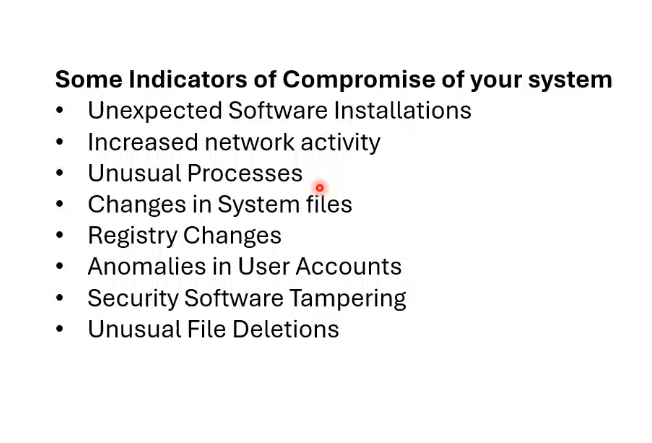 Some Indicators of Compromise of your system
• Unexpected Software Installations
• Increased network activity
• Unusual Processes
• Changes in System files
• Registry Changes
• Anomalies in User Accounts
• Security Software Tampering
• Unusual File Deletions